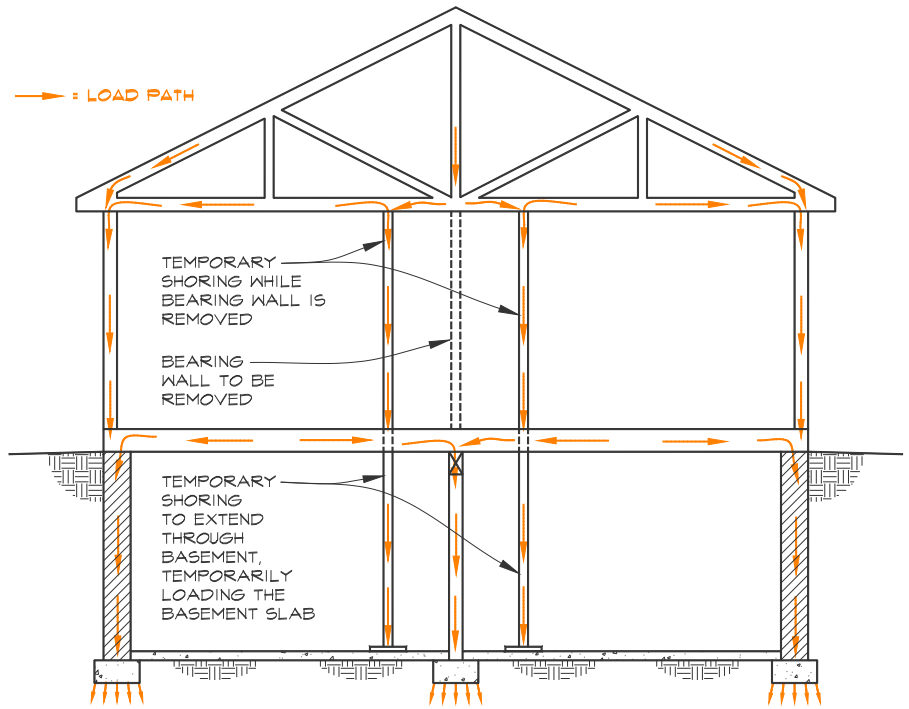 = LOAD PATH
TEMPORARY
SHORING WHILE
BEARING WALL IS
REMOVED
BEARING
WALL TO BE
REMOVED
TEMPORARY
SHORING
TO EXTEND
THROUGH
BASEMENT,
TEMPORARILY
LOADING THE
BASEMENT SLAB